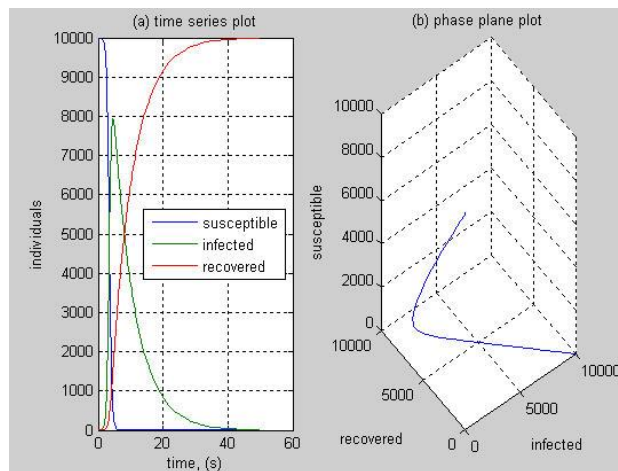 (a) time series plot
10000
9000
8000
7000
6000
5000
4000
3000
2000
1000
0
individuals
susceptible
infected
recovered
0 20 40 60
time, (s)
(b) phase plane plot
10000
8000
6000
4000
2000
0
susceptible
10000
5000
0
recovered
0
5000
10000
infected